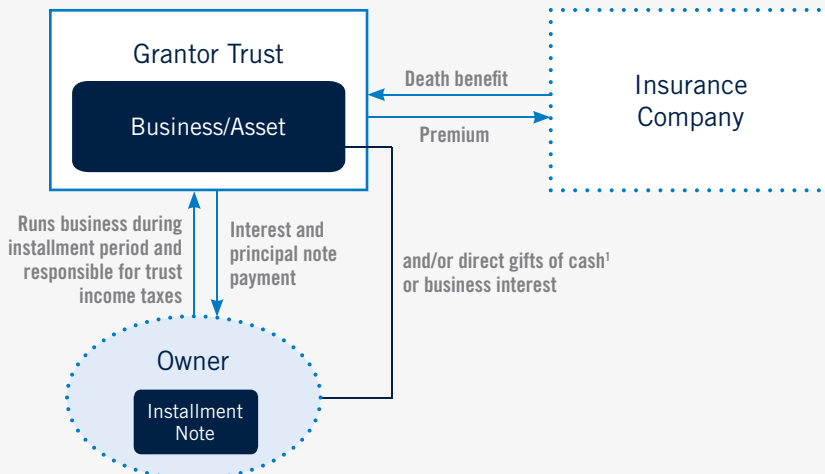 Grantor Trust
Business/Asset
Death benefit
Premium
Insurance
Company
Runs business during
installment period and
responsible for trust
income taxes
Interest and
principal note
payment
and/or direct gifts of cash¹
or business interest
Owner
Installment
Note